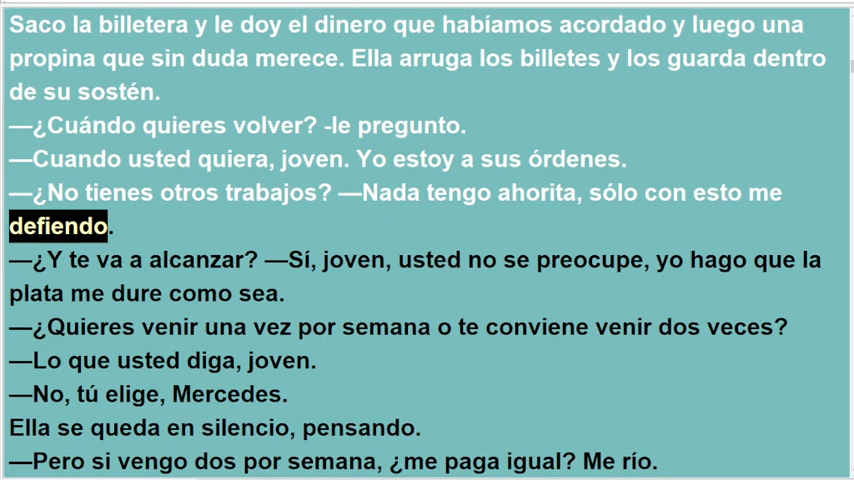 Saco la billetera y le doy el dinero que habíamos acordado y luego una
propina que sin duda merece. Ella arruga los billetes y los guarda dentro
de su sostén.
—¿Cuándo quieres volver? -le pregunto.
—Cuando usted quiera, joven. Yo estoy a sus órdenes.
—¿No tienes otros trabajos? —Nada tengo ahorita, sólo con esto me
defiendo.
—¿Y te va a alcanzar? —Sí, joven, usted no se preocupe, yo hago que la
plata me dure como sea.
—¿Quieres venir una vez por semana o te conviene venir dos veces?
—Lo que usted diga, joven.
—No, tú elige, Mercedes.
Ella se queda en silencio, pensando.
—Pero si vengo dos por semana, ¿me paga igual? Me río.